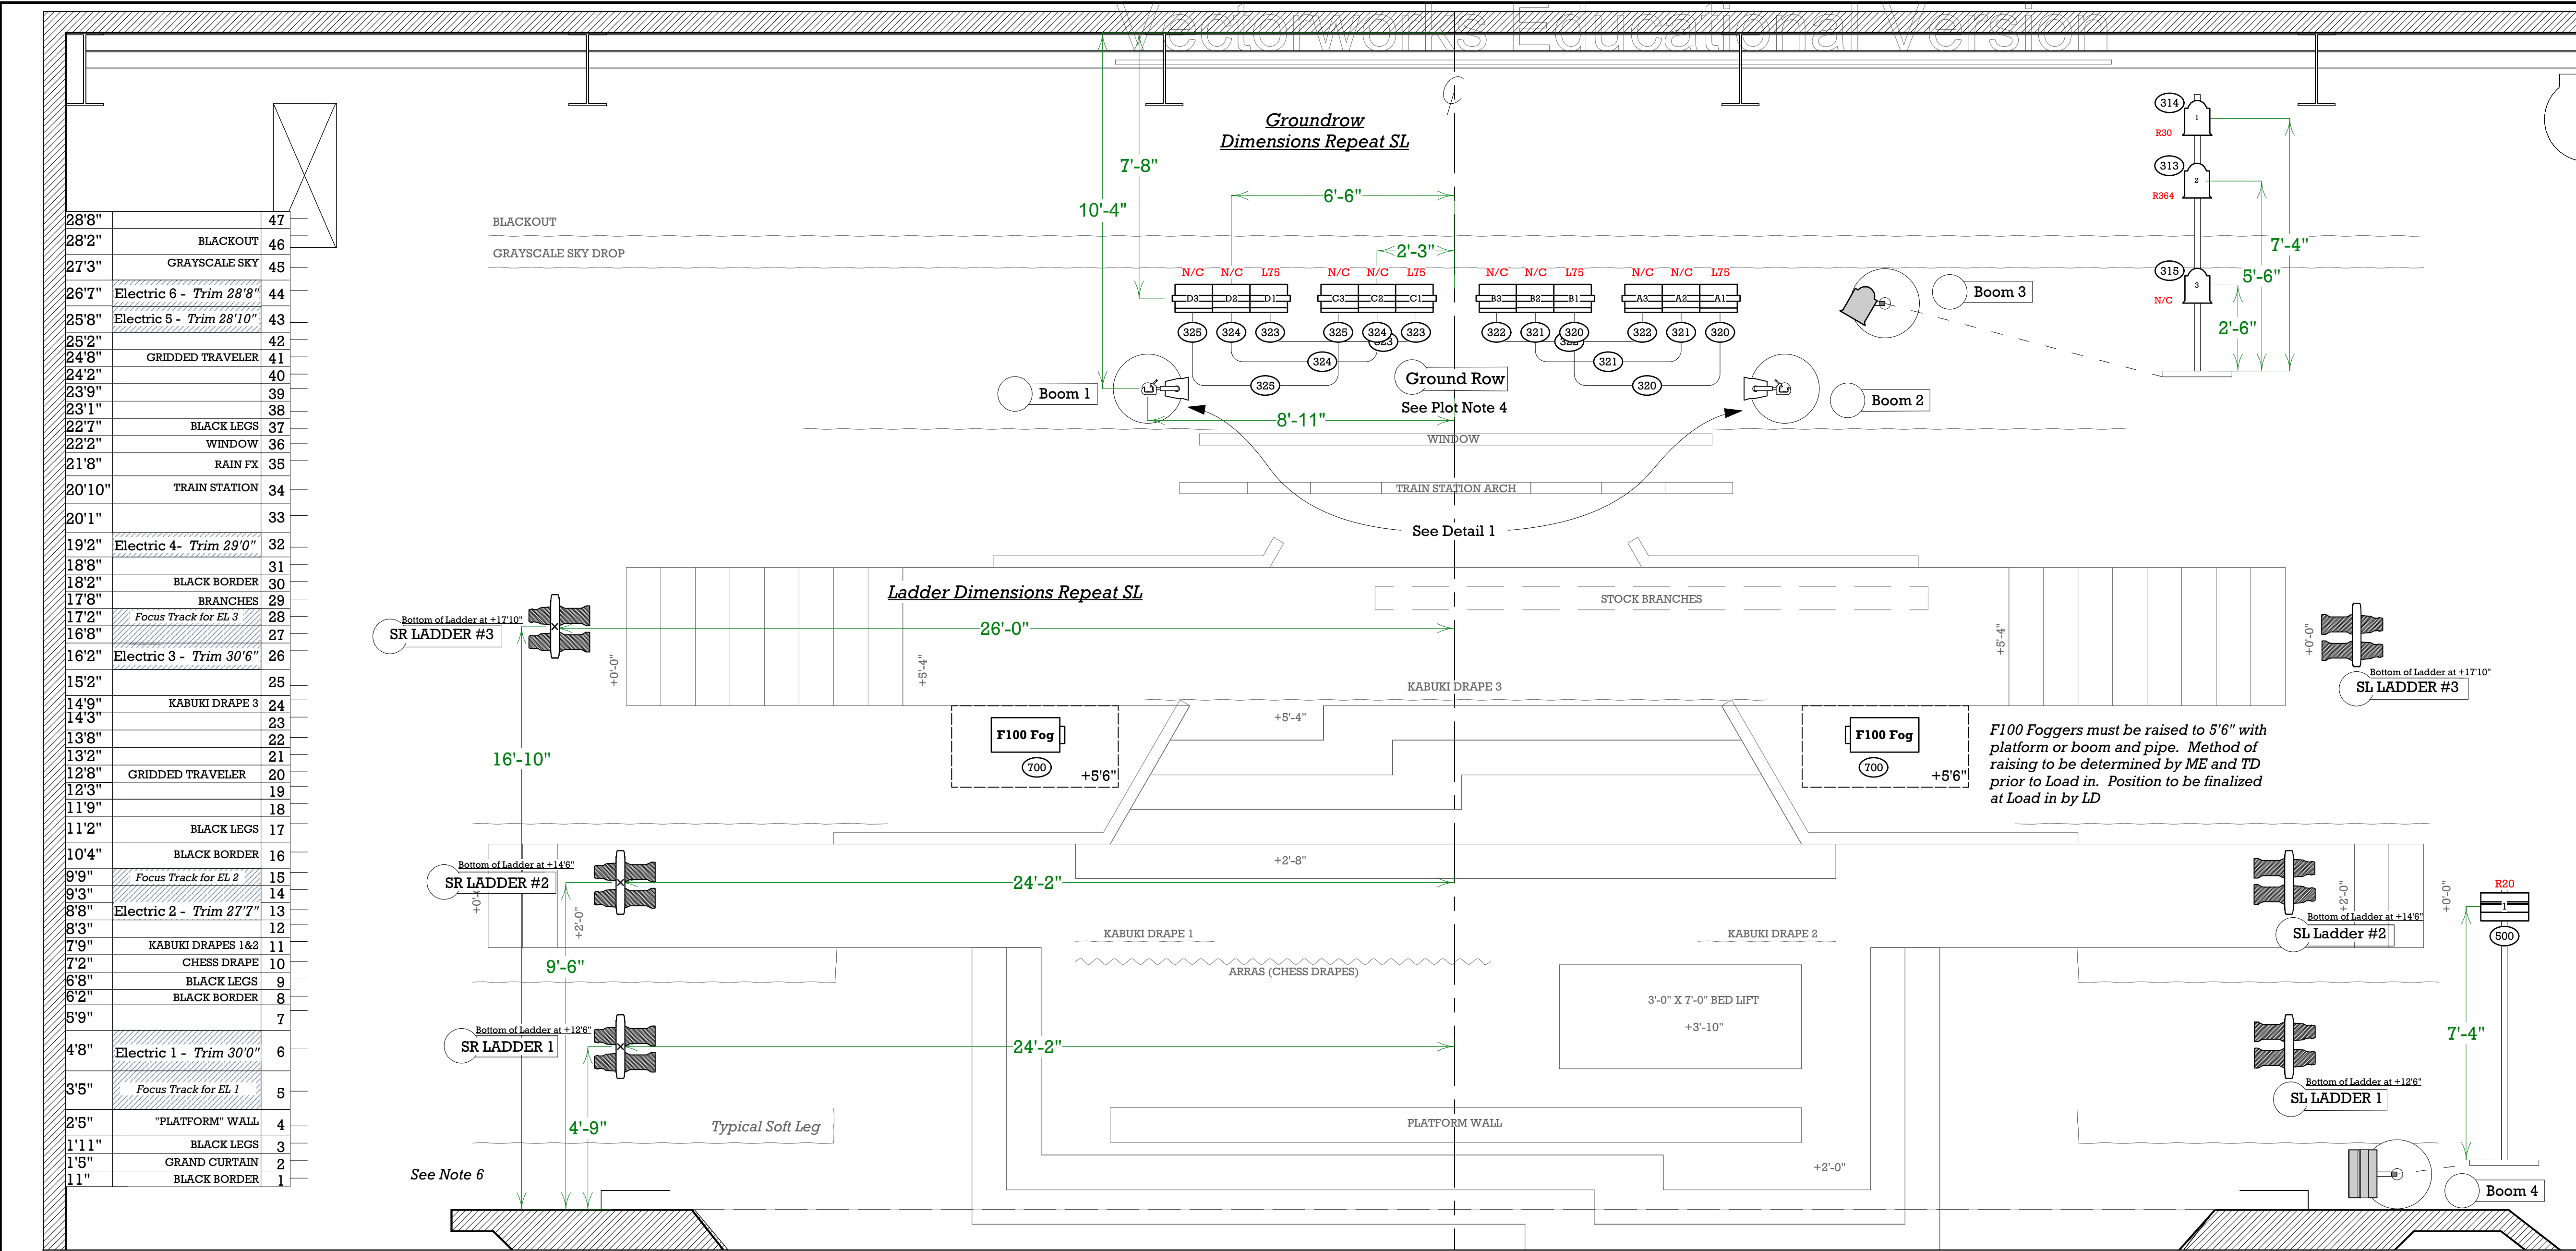 Vectorworks Educational Version
Groundrow
Dimensions Repeat SL
7'-8"
10'-4"
6'-6"
2'-3"
BLACKOUT
GRAYSCALE SKY DROP
N/C N/C L75 N/C N/C L75 N/C N/C L75 N/C N/C L75
D3 D2 D1 C3 C2 C1 B3 B2 B1 A3 A2 A1
325 324 323 325 324 323 322 321 320 322 321 320
323
324
325
322
321
320
Boom 1
Ground Row
See Plot Note 4
Boom 2
Boom 3
8'-11"
314
1
R30
313
2
R364
315
3
N/C
7'-4"
5'-6"
2'-6"
WINDOW
TRAIN STATION ARCH
See Detail 1
28'8" 47
28'2" BLACKOUT 46
27'3" GRAYSCALE SKY 45
26'7" Electric 6 - Trim 28'8" 44
25'8" Electric 5 - Trim 28'10" 43
25'2" 42
24'8" GRIDDED TRAVELER 41
24'2" 40
23'9" 39
23'1" 38
22'7" BLACK LEGS 37
22'2" WINDOW 36
21'8" RAIN FX 35
20'10" TRAIN STATION 34
20'1" 33
19'2" Electric 4- Trim 29'0" 32
18'8" 31
18'2" BLACK BORDER 30
17'8" BRANCHES 29
17'2" Focus Track for EL 3 28
16'8" 27
16'2" Electric 3 - Trim 30'6" 26
15'2" 25
14'9" KABUKI DRAPE 3 24
14'3" 23
13'8" 22
13'2" 21
12'8" GRIDDED TRAVELER 20
12'3" 19
11'9" 18
11'2" BLACK LEGS 17
10'4" BLACK BORDER 16
9'9" Focus Track for EL 2 15
9'3" 14
8'8" Electric 2 - Trim 27'7" 13
8'3" 12
7'9" KABUKI DRAPES 1&2 11
7'2" CHESS DRAPE 10
6'8" BLACK LEGS 9
6'2" BLACK BORDER 8
5'9" 7
4'8" Electric 1 - Trim 30'0" 6
3'5" Focus Track for EL 1 5
2'5" "PLATFORM" WALL 4
1'11" BLACK LEGS 3
1'5" GRAND CURTAIN 2
11" BLACK BORDER 1
Ladder Dimensions Repeat SL
STOCK BRANCHES
Bottom of Ladder at +17'10"
SR LADDER #3
26'-0"
+0'-0"
+5'-4"
+5'-4"
+0'-0"
Bottom of Ladder at +17'10"
SL LADDER #3
KABUKI DRAPE 3
+5'-4"
F100 Fog
700
+5'6"
F100 Fog
700
+5'6"
F100 Foggers must be raised to 5'6" with
platform or boom and pipe. Method of
raising to be determined by ME and TD
prior to Load in. Position to be finalized
at Load in by LD
16'-10"
+2'-8"
Bottom of Ladder at +14'6"
SR LADDER #2
24'-2"
+2'-0"
+2'-0"
+0'-0"
Bottom of Ladder at +14'6"
SL Ladder #2
R20
1
500
9'-6"
KABUKI DRAPE 1
KABUKI DRAPE 2
ARRAS (CHESS DRAPES)
3'-0" X 7'-0" BED LIFT
+3'-10"
7'-4"
Bottom of Ladder at +12'6"
SR LADDER 1
24'-2"
Bottom of Ladder at +12'6"
SL LADDER 1
4'-9"
Typical Soft Leg
PLATFORM WALL
+2'-0"
See Note 6
Boom 4